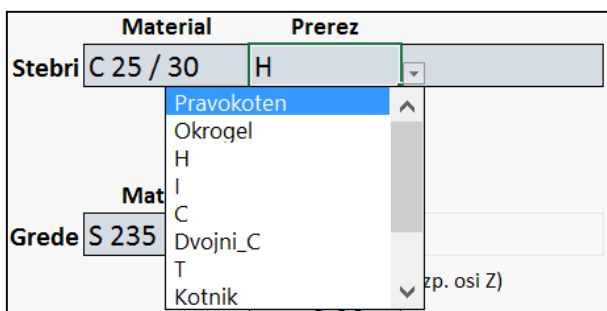 Material Prerez
Stebri C 25 / 30 H
Pravokoten
Okrogel
H
I
C
Dvojni_C
T
Kotnik
Mat
Grede S 235
zp. osi Z)